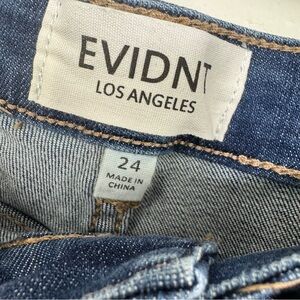 EVIDNT
LOS ANGELES
24
MADE IN
CHINA